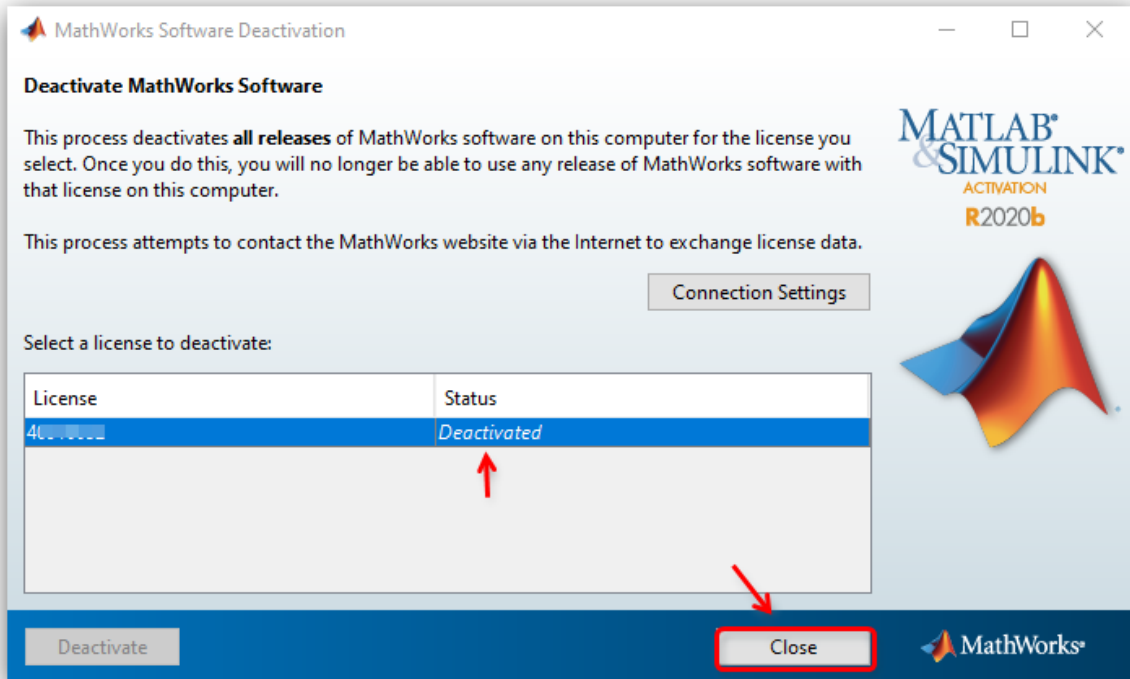 MathWorks Software Deactivation
Deactivate MathWorks Software
This process deactivates all releases of MathWorks software on this computer for the license you
select. Once you do this, you will no longer be able to use any release of MathWorks software with
that license on this computer.
This process attempts to contact the MathWorks website via the Internet to exchange license data.
Connection Settings
Select a license to deactivate:
License Status
Deactivated
Deactivate
Close
MATLAB®
&SIMULINK®
ACTIVATION
R2020b
MathWorks®